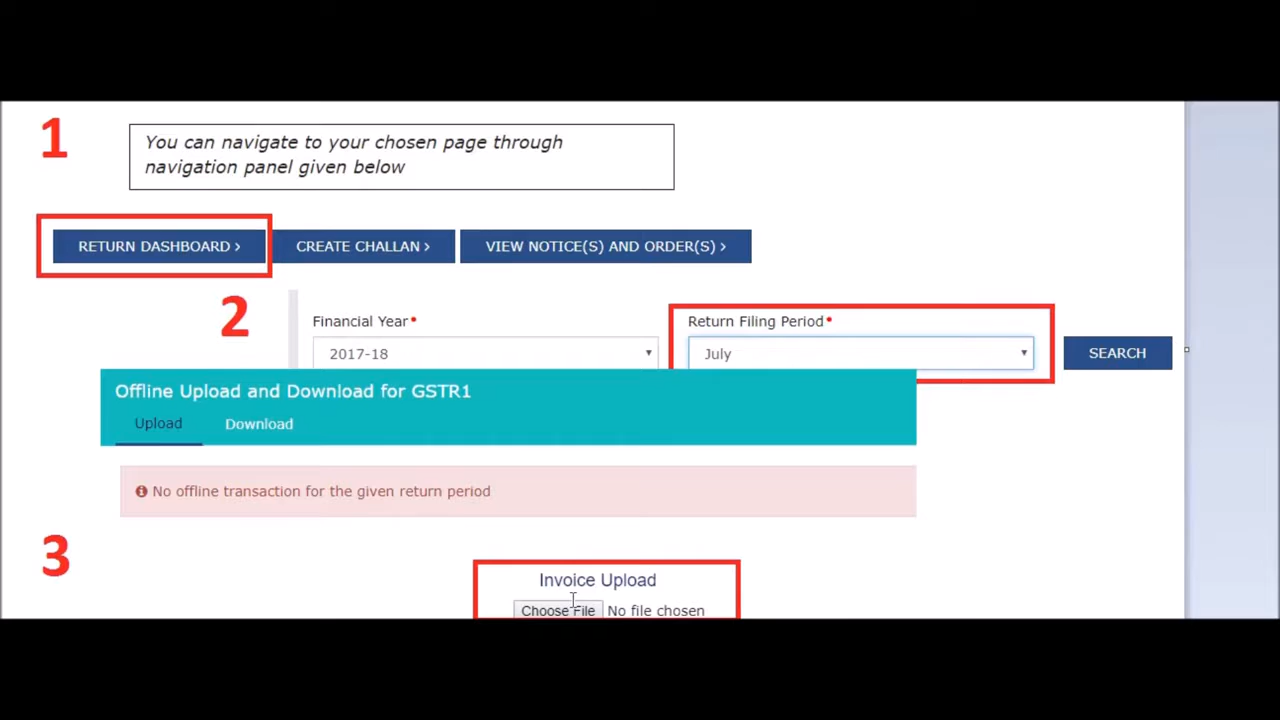 1
You can navigate to your chosen page through
navigation panel given below
RETURN DASHBOARD >
CREATE CHALLAN >
VIEW NOTICE(S) AND ORDER(S) >
2
Financial Year•
Return Filing Period•
2017-18
July
SEARCH
Offline Upload and Download for GSTR1
Upload
Download
No offline transaction for the given return period
3
Invoice Upload
Choose File No file chosen